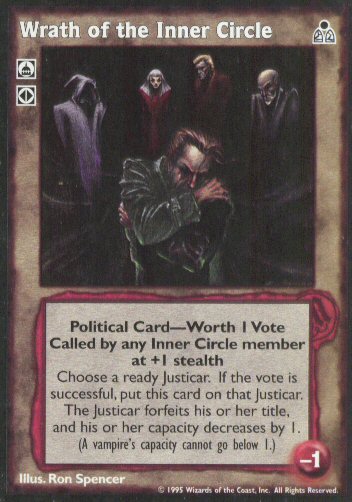 Wrath of the Inner Circle
Political Card—Worth 1 Vote
Called by any Inner Circle member
at +1 stealth
Choose a ready Justicar. If the vote is
successful, put this card on that Justicar.
The Justicar forfeits his or her title,
and his or her capacity decreases by 1.
(A vampire's capacity cannot go below 1.)
–1
Illus. Ron Spencer
© 1995 Wizards of the Coast, Inc. All Rights Reserved.